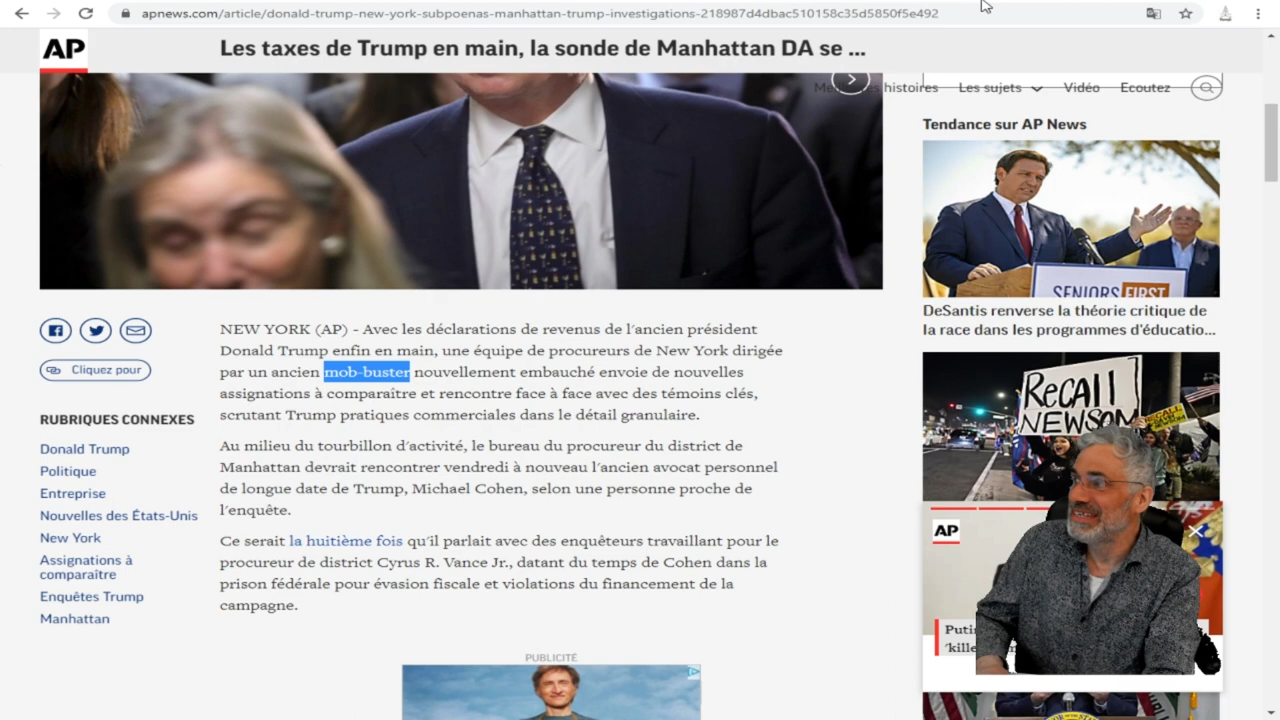 apnews.com/article/donald-trump-new-york-subpoenas-manhattan-trump-investigations-218987d4dbac510158c35d5850f5e492
AP
Les taxes de Trump en main, la sonde de Manhattan DA se ...
histoires
Les sujets
Vidéo
Ecoutez
Cliquez pour
RUBRIQUES CONNEXES
Donald Trump
Politique
Entreprise
Nouvelles des États-Unis
New York
Assignations à
comparaître
Enquêtes Trump
Manhattan
NEW YORK (AP) - Avec les déclarations de revenus de l'ancien président
Donald Trump enfin en main, une équipe de procureurs de New York dirigée
par un ancien mob-buster nouvellement embauché envoie de nouvelles
assignations à comparaître et rencontre face à face avec des témoins clés,
scrutant Trump pratiques commerciales dans le détail granulaire.
Au milieu du tourbillon d'activité, le bureau du procureur du district de
Manhattan devrait rencontrer vendredi à nouveau l'ancien avocat personnel
de longue date de Trump, Michael Cohen, selon une personne proche de
l'enquête.
Ce serait la huitième fois qu'il parlait avec des enquêteurs travaillant pour le
procureur de district Cyrus R. Vance Jr., datant du temps de Cohen dans la
prison fédérale pour évasion fiscale et violations du financement de la
campagne.
PUBLICITÉ
Tendance sur AP News
SENIORS FIRST
DeSantis renverse la théorie critique de
la race dans les programmes d'éducatio...
RECALL
NEWSOM
AP